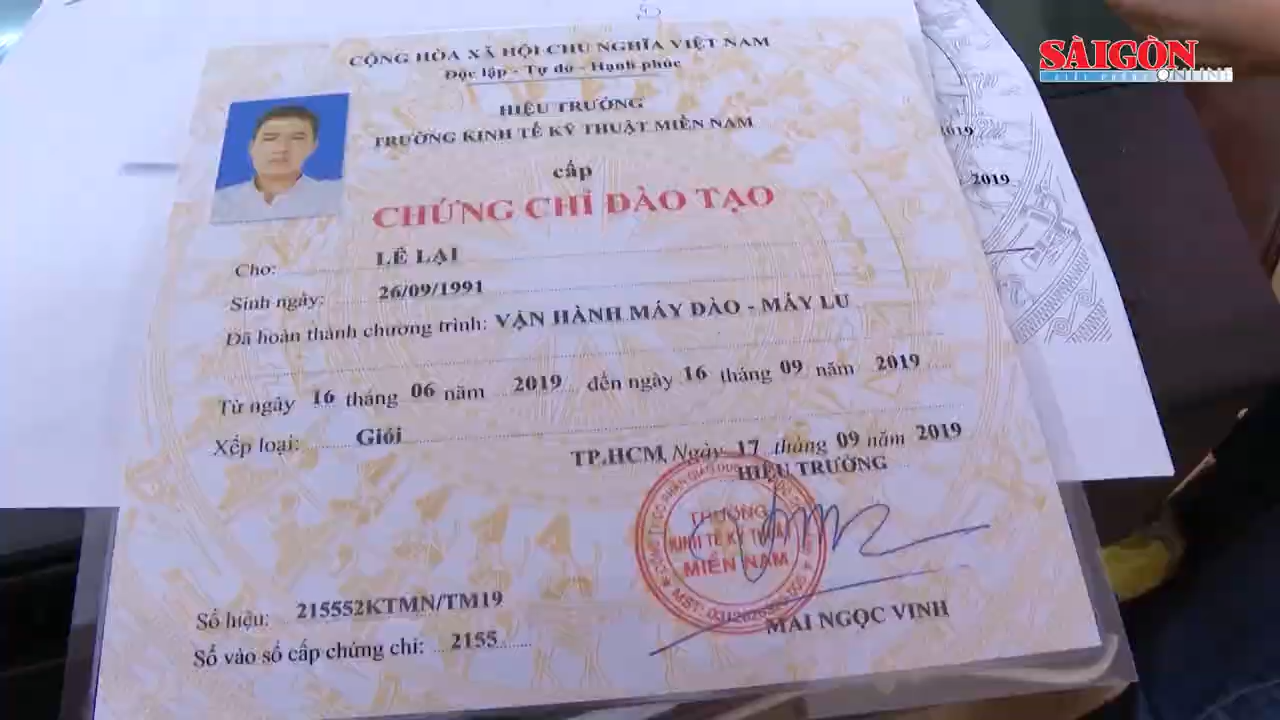 SÀIGÒN
GIẢI PHÓNG ONLINE
CỘNG HÒA XÃ HỘI CHỦ NGHĨA VIỆT NAM
Độc lập - Tự do - Hạnh phúc
HIỆU TRƯỞNG
TRƯỜNG KINH TẾ KỸ THUẬT MIỀN NAM
cấp
CHỨNG CHỈ ĐÀO TẠO
Cho: LÊ LẠI
Sinh ngày: 26/09/1991
Đã hoàn thành chương trình: VẬN HÀNH MÁY ĐÀO - MÁY LU
Từ ngày 16 tháng 06 năm 2019 đến ngày 16 tháng 09 năm 2019
Xếp loại: Giỏi
TP.HCM, Ngày 17 tháng 09 năm 2019
HIỆU TRƯỞNG
TRƯỜNG
KINH TẾ KỸ THUẬT
MIỀN NAM
MAI NGỌC VINH
Số hiệu: 215552KTMN/TM19
Số vào sổ cấp chứng chỉ: 2155
2019
2019